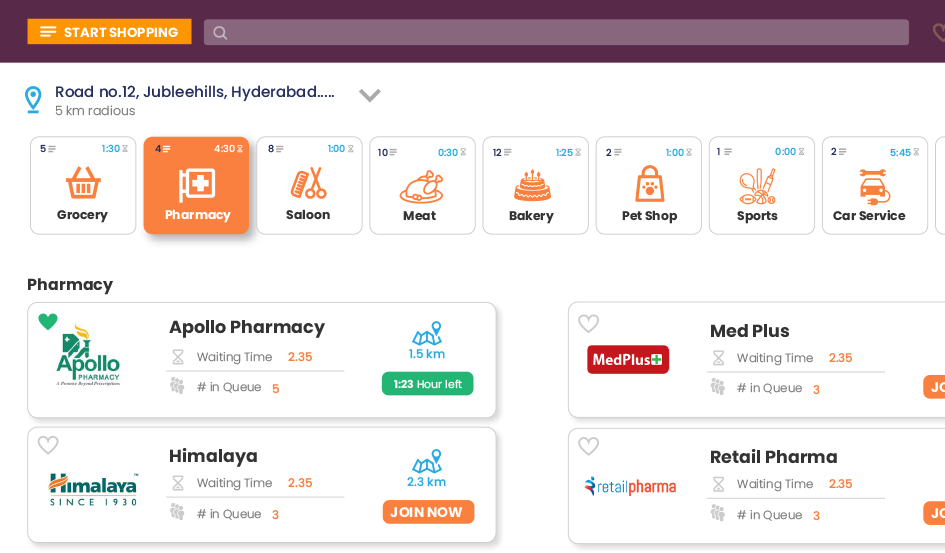 START SHOPPING
Road no.12, Jubleehills, Hyderabad.....
5 km radious
5 1:30 4 4:30 8 1:00 10 0:30 12 1:25 2 1:00 1 0:00 2 5:45
Grocery Pharmacy Saloon Meat Bakery Pet Shop Sports Car Service
Pharmacy
Apollo Pharmacy
Waiting Time 2.35
# in Queue 5
1.5 km
1:23 Hour left
Apollo
PHARMACY
A Promise Beyond Prescriptions
Med Plus
MedPlus
Waiting Time 2.35
# in Queue 3
JO
Himalaya
Waiting Time 2.35
# in Queue 3
2.3 km
JOIN NOW
Himalaya
SINCE 1930
Retail Pharma
retailpharma
Waiting Time 2.35
# in Queue 3
JO